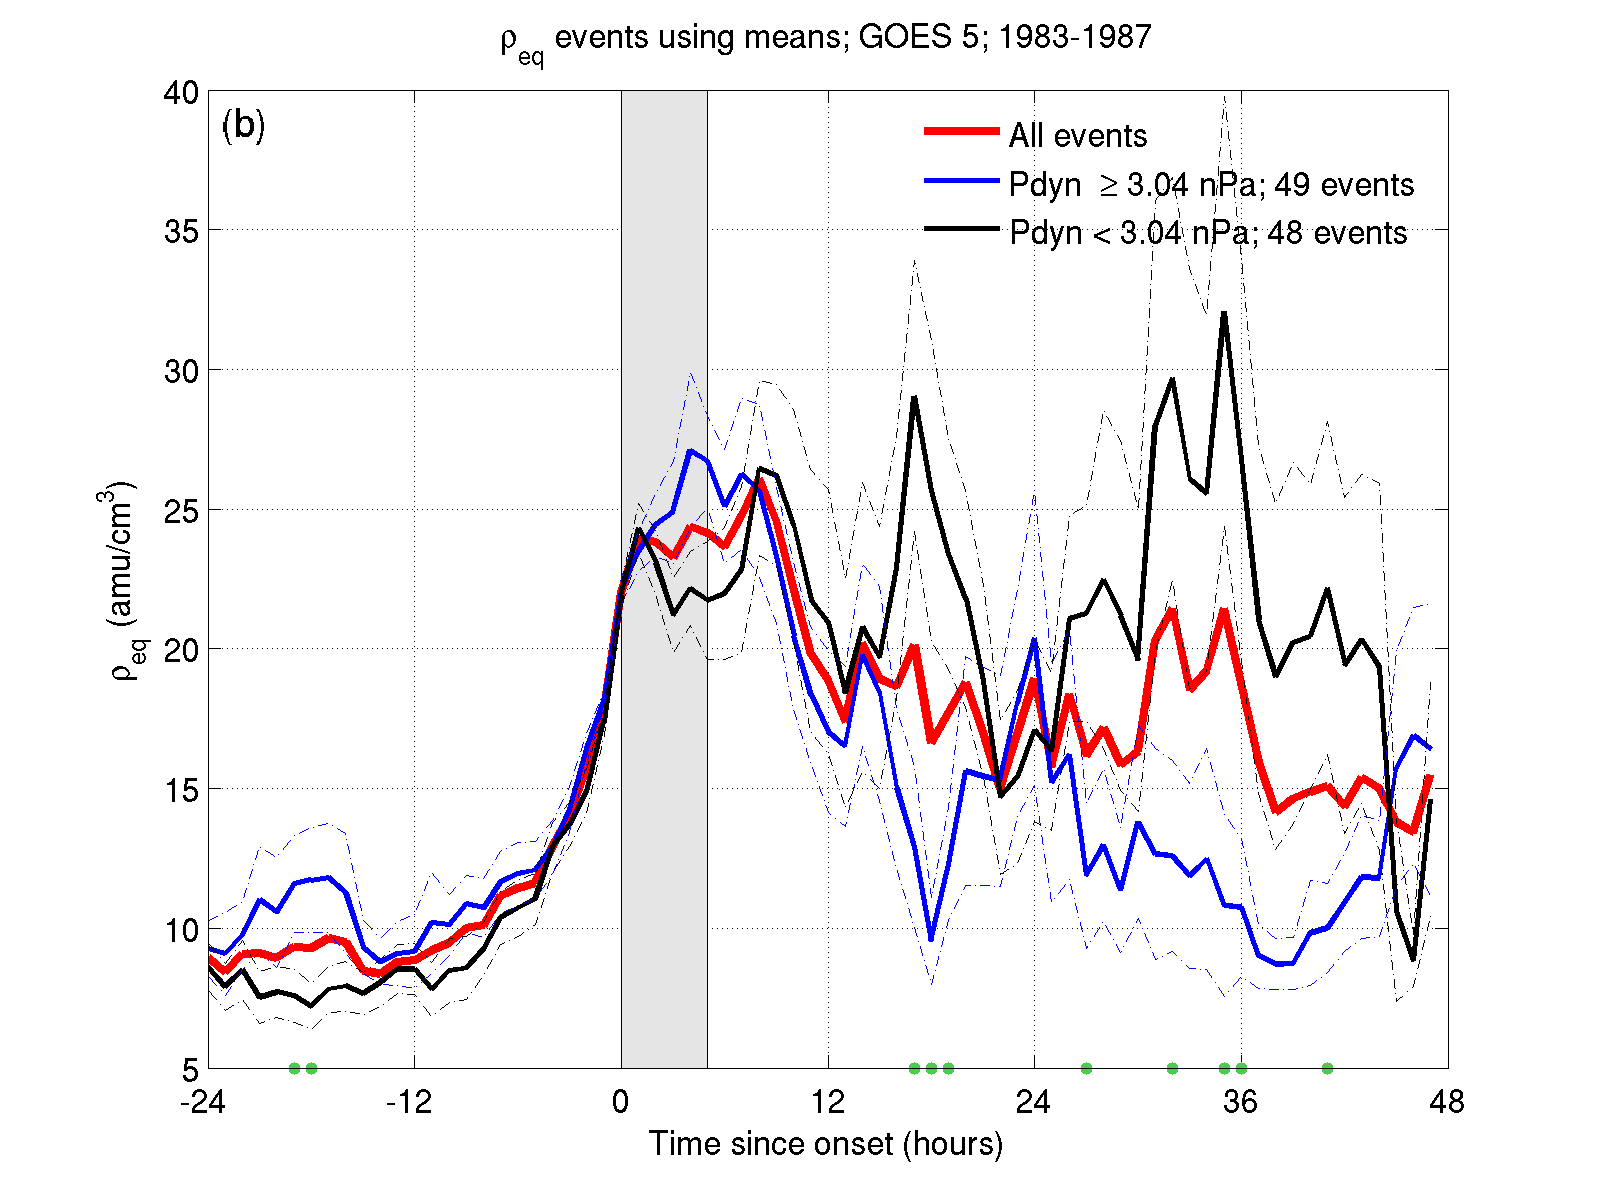 ρeq events using means; GOES 5; 1983-1987
(b)
All events
Pdyn ≥ 3.04 nPa; 49 events
Pdyn < 3.04 nPa; 48 events
40
35
30
25
20
15
10
5
ρeq (amu/cm3)
-24 -12 0 12 24 36 48
Time since onset (hours)